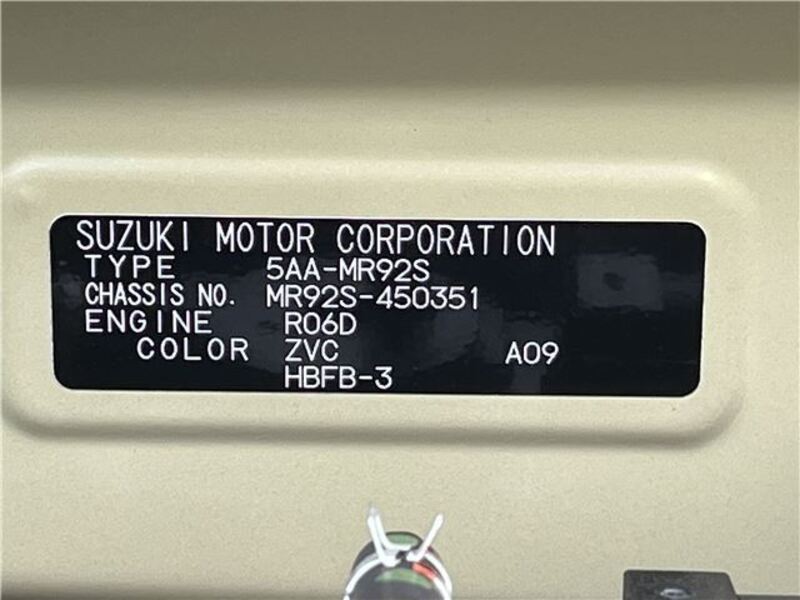 SUZUKI MOTOR CORPORATION
TYPE 5AA-MR92S
CHASSIS NO. MR92S-450351
ENGINE R06D
COLOR ZVC A09
HBFB-3